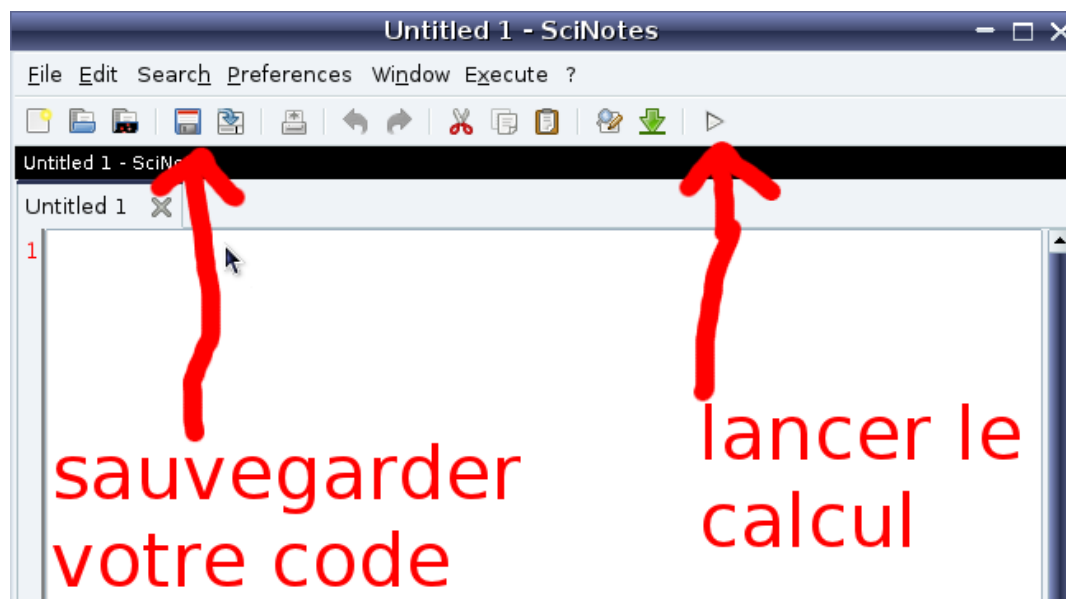 Untitled 1 - SciNotes
File Edit Search Preferences Window Execute ?
Untitled 1 -
Untitled 1
1
sauvegarder
votre code
lancer le
calcul